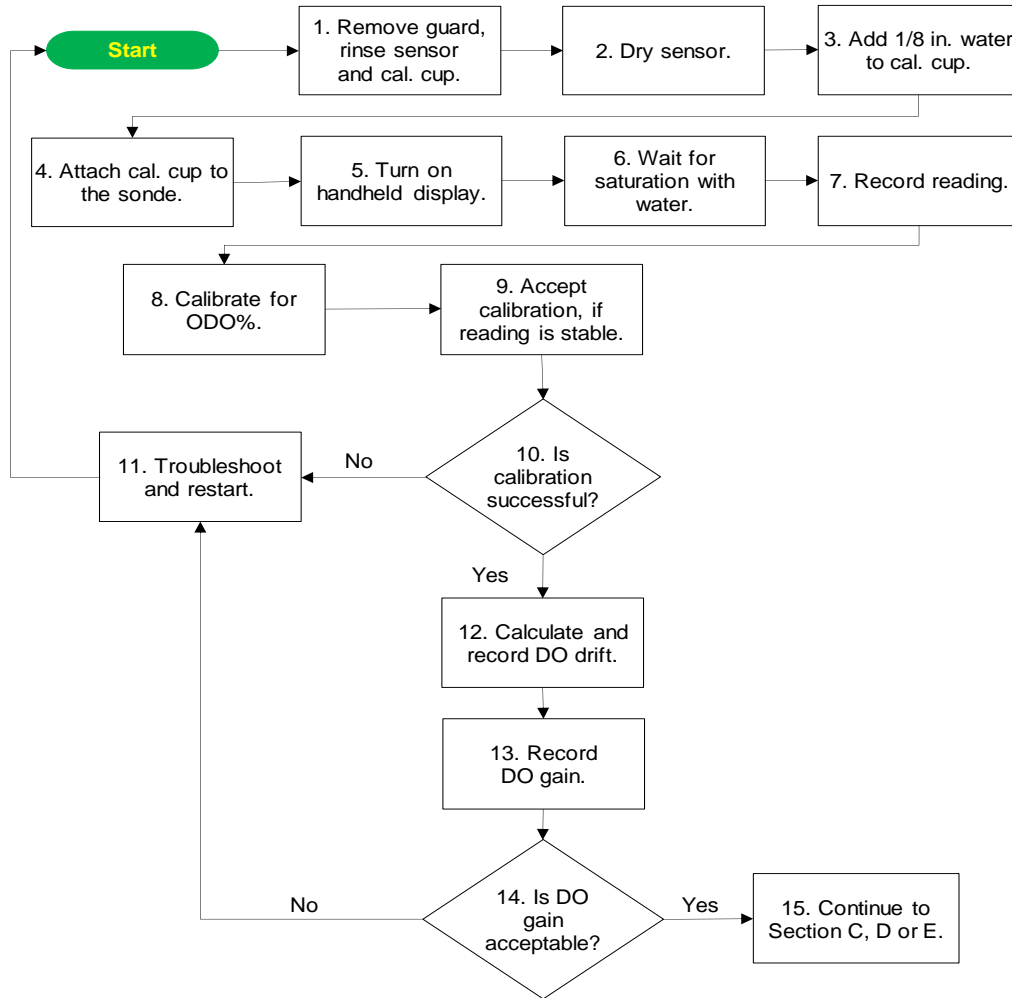 Start
1. Remove guard,
rinse sensor
and cal. cup.
2. Dry sensor.
3. Add 1/8 in. water
to cal. cup.
4. Attach cal. cup to
the sonde.
5. Turn on
handheld display.
6. Wait for
saturation with
water.
7. Record reading.
8. Calibrate for
ODO%.
9. Accept
calibration, if
reading is stable.
10. Is
calibration
successful?
No
11. Troubleshoot
and restart.
Yes
12. Calculate and
record DO drift.
13. Record
DO gain.
14. Is DO
gain
acceptable?
No
Yes
15. Continue to
Section C, D or E.